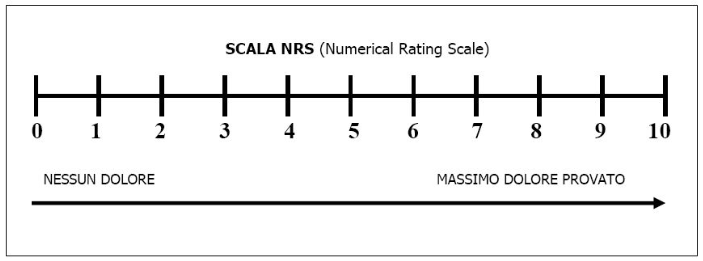 SCALA NRS (Numerical Rating Scale)
0 1 2 3 4 5 6 7 8 9 10
NESSUN DOLORE MASSIMO DOLORE PROVATO